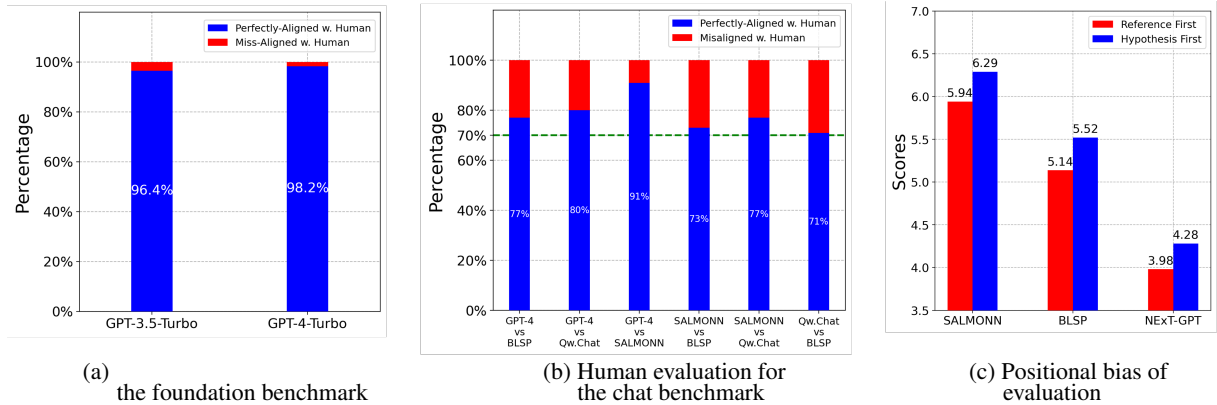 Perfectly-Aligned w. Human
Miss-Aligned w. Human
Percentage
100%
80%
60%
40%
20%
0%
96.4%
98.2%
GPT-3.5-Turbo
GPT-4-Turbo
(a)
the foundation benchmark
Perfectly-Aligned w. Human
Misaligned w. Human
Percentage
100%
80%
70%
60%
40%
20%
0%
77%
80%
91%
73%
77%
71%
GPT-4
vs
BLSP
GPT-4
vs
Qw.Chat
GPT-4
vs
SALMONN
SALMONN
vs
BLSP
SALMONN
vs
Qw.Chat
Qw.Chat
vs
BLSP
(b) Human evaluation for
the chat benchmark
Reference First
Hypothesis First
Scores
7.0
6.5
6.0
5.5
5.0
4.5
4.0
3.5
5.94
6.29
5.14
5.52
3.98
4.28
SALMONN
BLSP
NExT-GPT
(c) Positional bias of
evaluation